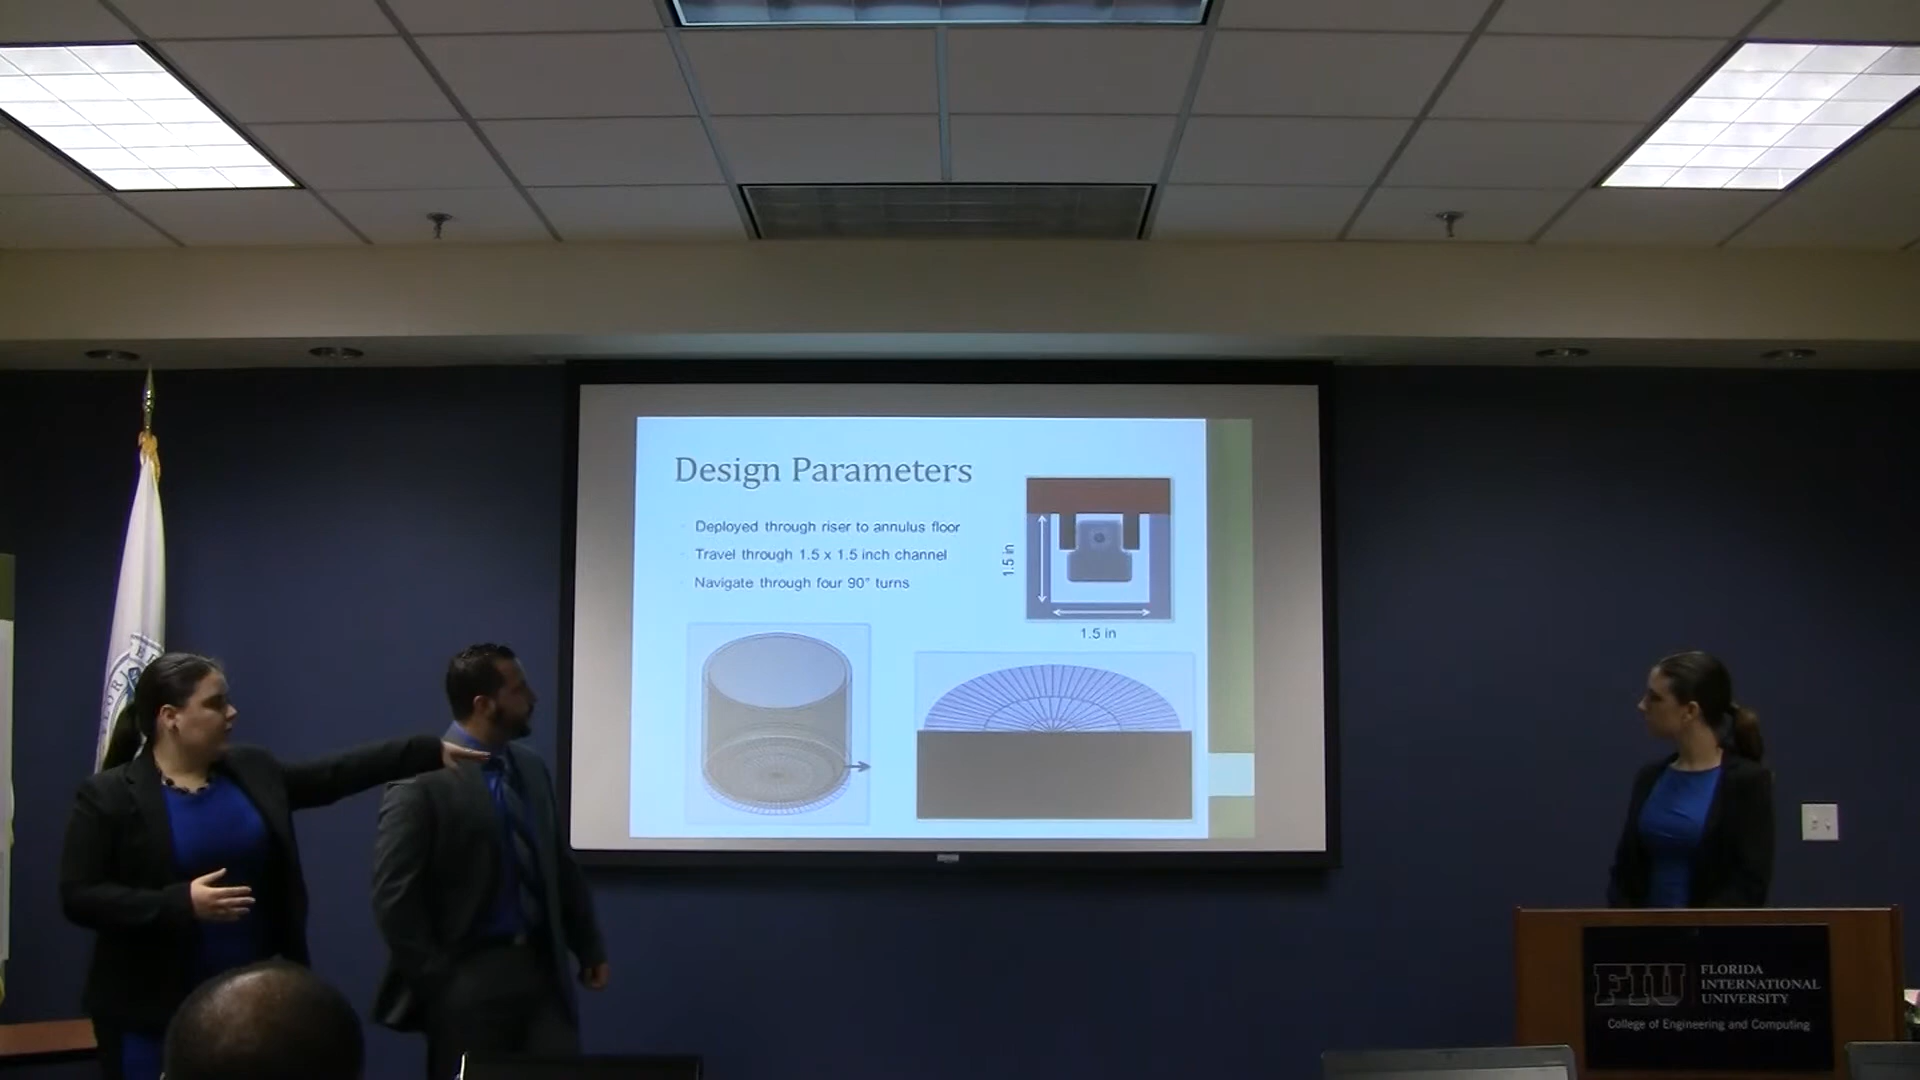 Design Parameters
Deployed through riser to annulus floor
Travel through 1.5 x 1.5 inch channel
Navigate through four 90° turns
1.5 in
1.5 in
FIU
FLORIDA
INTERNATIONAL
UNIVERSITY
College of Engineering and Computing